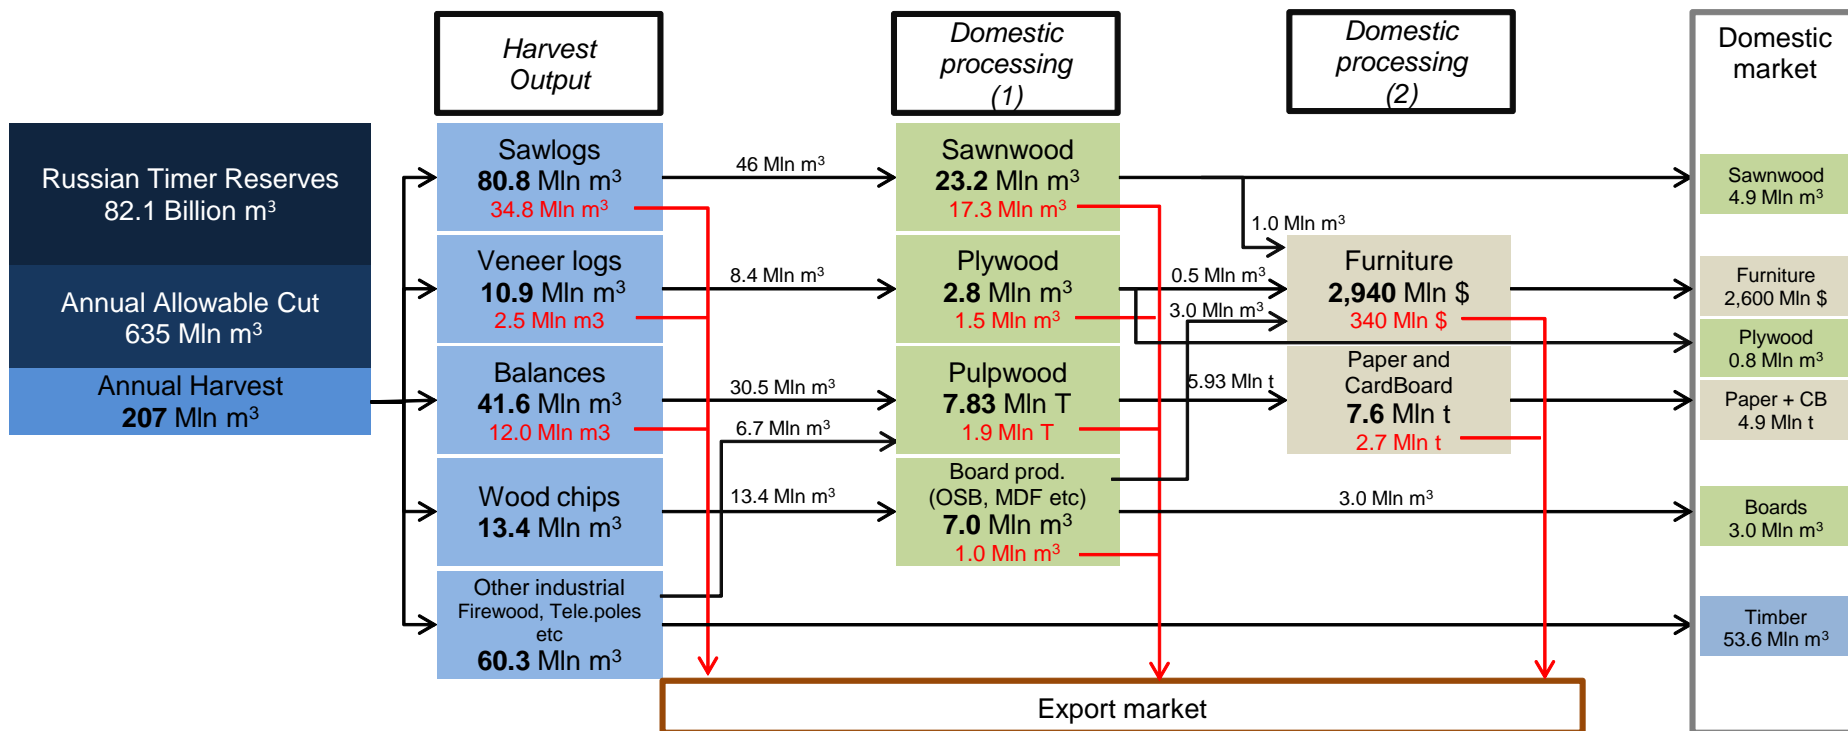 Harvest
Output
Domestic
processing
(1)
Domestic
processing
(2)
Domestic
market
Russian Timer Reserves
82.1 Billion m³
Annual Allowable Cut
635 Mln m³
Annual Harvest
207 Mln m³
Sawlogs
80.8 Mln m³
34.8 Mln m³
Veneer logs
10.9 Mln m³
2.5 Mln m3
Balances
41.6 Mln m³
12.0 Mln m3
Wood chips
13.4 Mln m³
Other industrial
Firewood, Tele.poles
etc
60.3 Mln m³
46 Mln m³
8.4 Mln m³
30.5 Mln m³
6.7 Mln m³
13.4 Mln m³
Sawnwood
23.2 Mln m³
17.3 Mln m³
Plywood
2.8 Mln m³
1.5 Mln m³
Pulpwood
7.83 Mln T
1.9 Mln T
Board prod.
(OSB, MDF etc)
7.0 Mln m³
1.0 Mln m³
1.0 Mln m³
0.5 Mln m³
3.0 Mln m³
5.93 Mln t
3.0 Mln m³
Furniture
2,940 Mln $
340 Mln $
Paper and
CardBoard
7.6 Mln t
2.7 Mln t
Sawnwood
4.9 Mln m³
Furniture
2,600 Mln $
Plywood
0.8 Mln m³
Paper + CB
4.9 Mln t
Boards
3.0 Mln m³
Timber
53.6 Mln m³
Export market